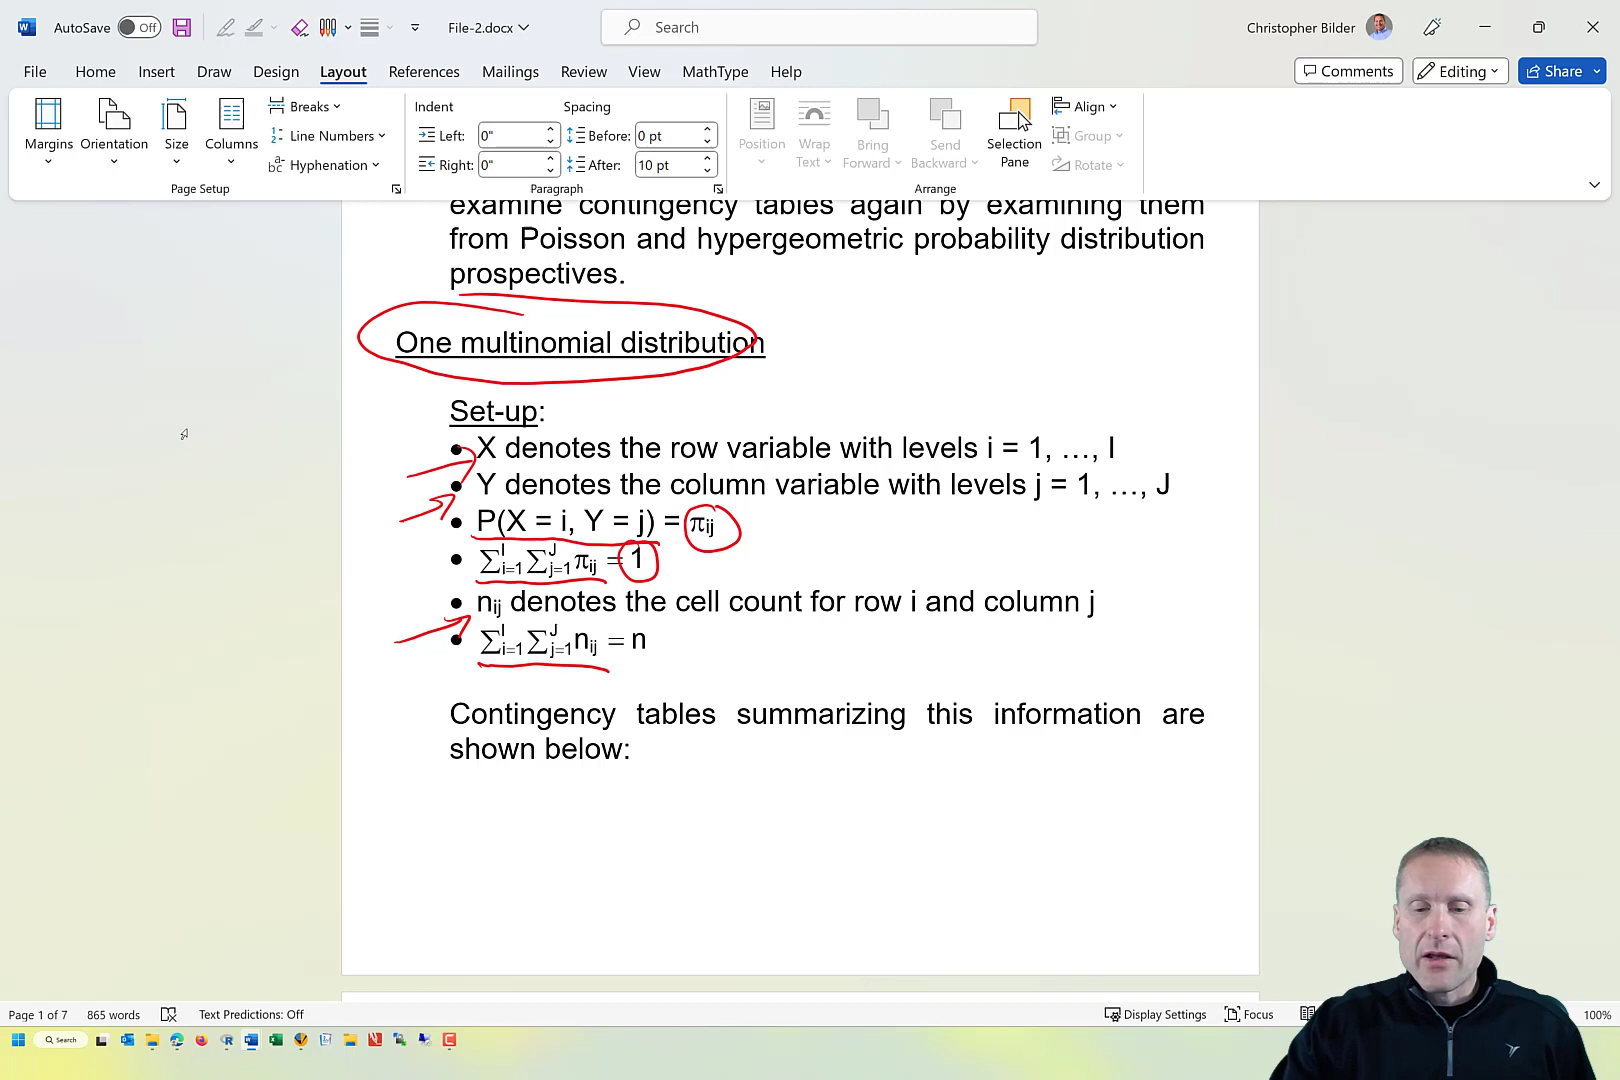 AutoSave Off File-2.docx Search Christopher Bilder
File Home Insert Draw Design Layout References Mailings Review View MathType Help Comments Editing Share
Margins Orientation Size Columns Breaks Line Numbers Hyphenation
Page Setup
Indent Spacing
Left: 0" Before: 0 pt
Right: 0" After: 10 pt
Paragraph
Position Wrap Text Bring Forward Send Backward Selection Pane Align Group Rotate
Arrange
examine contingency tables again by examining them
from Poisson and hypergeometric probability distribution
prospectives.
One multinomial distribution
Set-up:
• X denotes the row variable with levels i = 1, …, I
• Y denotes the column variable with levels j = 1, …, J
• P(X = i, Y = j) = πij
• ∑Ii=1∑Jj=1πij = 1
• nij denotes the cell count for row i and column j
• ∑Ii=1∑Jj=1nij = n
Contingency tables summarizing this information are
shown below:
Page 1 of 7 865 words Text Predictions: Off Display Settings Focus 100%
Search